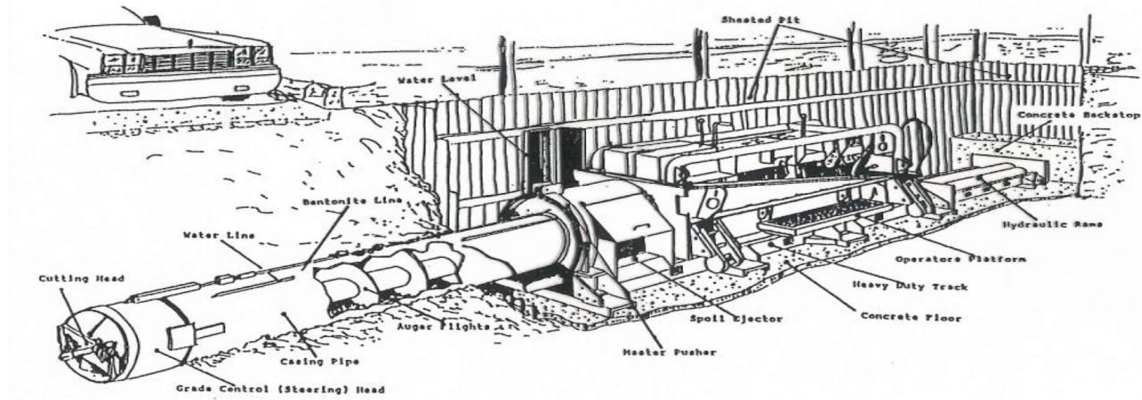 Sheeted Pit
Water Level
Concrete Backstop
Bentonite Line
Water Line
Hydraulic Rams
Cutting Head
Operators Platform
Heavy Duty Track
Auger Flights
Spoil Ejector
Concrete Floor
Casing Pipe
Master Pusher
Grade Control (Steering) Head